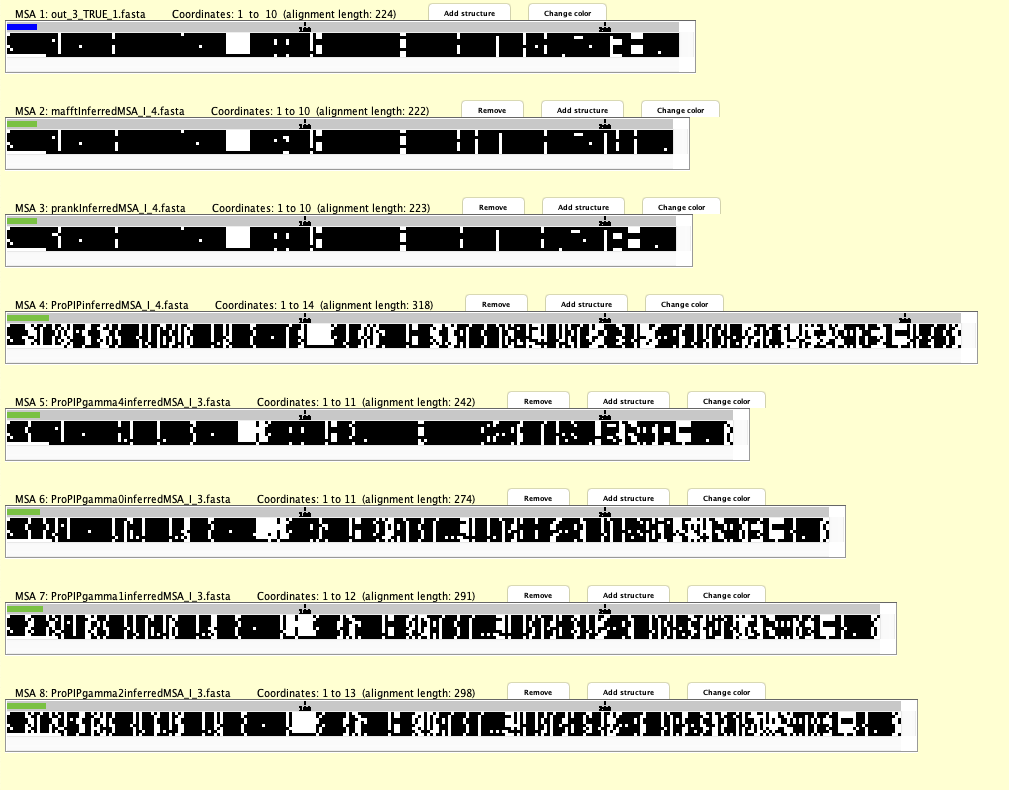 MSA 1: out_3_TRUE_1.fasta Coordinates: 1 to 10 (alignment length: 224) Add structure Change color
100 200
MSA 2: mafftInferredMSA_I_4.fasta Coordinates: 1 to 10 (alignment length: 222) Remove Add structure Change color
100 200
MSA 3: prankInferredMSA_I_4.fasta Coordinates: 1 to 10 (alignment length: 223) Remove Add structure Change color
100 200
MSA 4: ProPIPinferredMSA_I_4.fasta Coordinates: 1 to 14 (alignment length: 318) Remove Add structure Change color
100 200 300
MSA 5: ProPIPgamma4inferredMSA_I_3.fasta Coordinates: 1 to 11 (alignment length: 242) Remove Add structure Change color
100 200
MSA 6: ProPIPgamma0inferredMSA_I_3.fasta Coordinates: 1 to 11 (alignment length: 274) Remove Add structure Change color
100 200
MSA 7: ProPIPgamma1inferredMSA_I_3.fasta Coordinates: 1 to 12 (alignment length: 291) Remove Add structure Change color
100 200
MSA 8: ProPIPgamma2inferredMSA_I_3.fasta Coordinates: 1 to 13 (alignment length: 298) Remove Add structure Change color
100 200